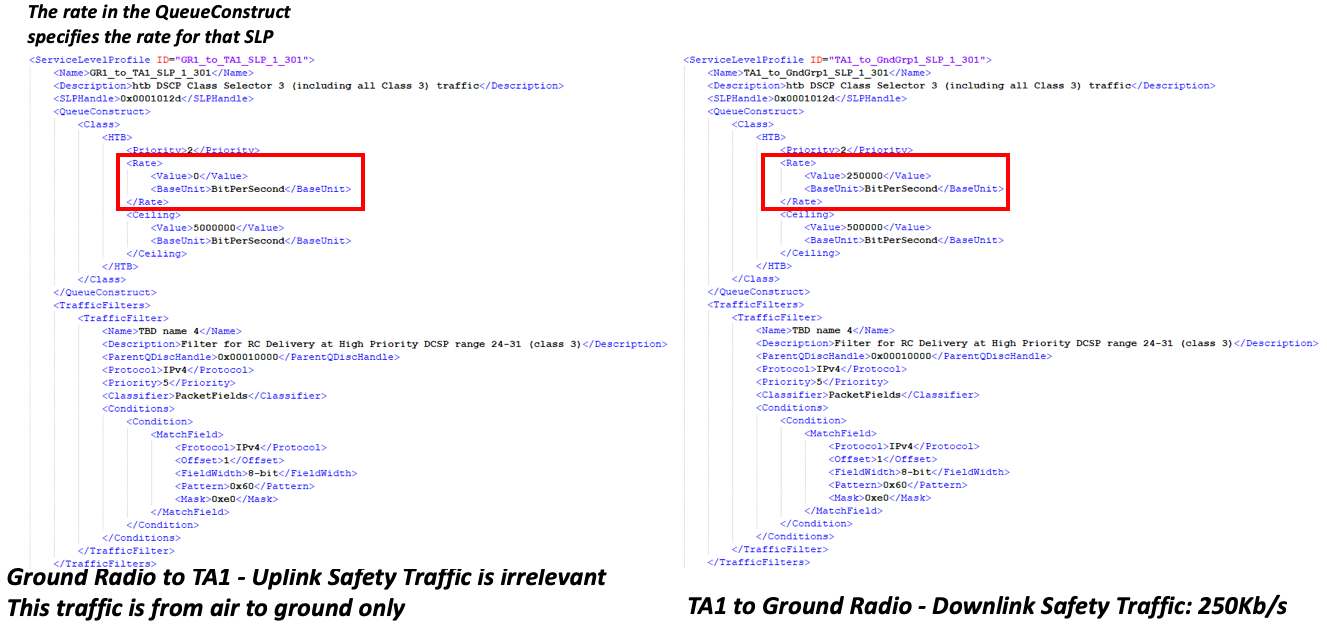 The rate in the QueueConstruct
specifies the rate for that SLP
<ServiceLevelProfile ID="GR1_to_TA1_SLP_1_301">
<Name>GR1_to_TA1_SLP_1_301</Name>
<Description>htb DSCP Class Selector 3 (including all Class 3) traffic</Description>
<SLPHandle>0x0001012d</SLPHandle>
<QueueConstruct>
<Class>
<HTB>
<Priority>2</Priority>
<Rate>
<Value>0</Value>
<BaseUnit>BitPerSecond</BaseUnit>
</Rate>
<Ceiling>
<Value>5000000</Value>
<BaseUnit>BitPerSecond</BaseUnit>
</Ceiling>
</HTB>
</Class>
</QueueConstruct>
<TrafficFilters>
<TrafficFilter>
<Name>TBD name 4</Name>
<Description>Filter for RC Delivery at High Priority DCSP range 24-31 (class 3)</Description>
<ParentQDiscHandle>0x00010000</ParentQDiscHandle>
<Protocol>IPv4</Protocol>
<Priority>5</Priority>
<Classifier>PacketFields</Classifier>
<Conditions>
<Condition>
<MatchField>
<Protocol>IPv4</Protocol>
<Offset>1</Offset>
<FieldWidth>8-bit</FieldWidth>
<Pattern>0x60</Pattern>
<Mask>0xe0</Mask>
</MatchField>
</Condition>
</Conditions>
</TrafficFilter>
</TrafficFilters>
Ground Radio to TA1 - Uplink Safety Traffic is irrelevant
This traffic is from air to ground only
<ServiceLevelProfile ID="TA1_to_GndGrp1_SLP_1_301">
<Name>TA1_to_GndGrp1_SLP_1_301</Name>
<Description>htb DSCP Class Selector 3 (including all Class 3) traffic</Description>
<SLPHandle>0x0001012d</SLPHandle>
<QueueConstruct>
<Class>
<HTB>
<Priority>2</Priority>
<Rate>
<Value>250000</Value>
<BaseUnit>BitPerSecond</BaseUnit>
</Rate>
<Ceiling>
<Value>500000</Value>
<BaseUnit>BitPerSecond</BaseUnit>
</Ceiling>
</HTB>
</Class>
</QueueConstruct>
<TrafficFilters>
<TrafficFilter>
<Name>TBD name 4</Name>
<Description>Filter for RC Delivery at High Priority DCSP range 24-31 (class 3)</Description>
<ParentQDiscHandle>0x00010000</ParentQDiscHandle>
<Protocol>IPv4</Protocol>
<Priority>5</Priority>
<Classifier>PacketFields</Classifier>
<Conditions>
<Condition>
<MatchField>
<Protocol>IPv4</Protocol>
<Offset>1</Offset>
<FieldWidth>8-bit</FieldWidth>
<Pattern>0x60</Pattern>
<Mask>0xe0</Mask>
</MatchField>
</Condition>
</Conditions>
</TrafficFilter>
</TrafficFilters>
TA1 to Ground Radio - Downlink Safety Traffic: 250Kb/s